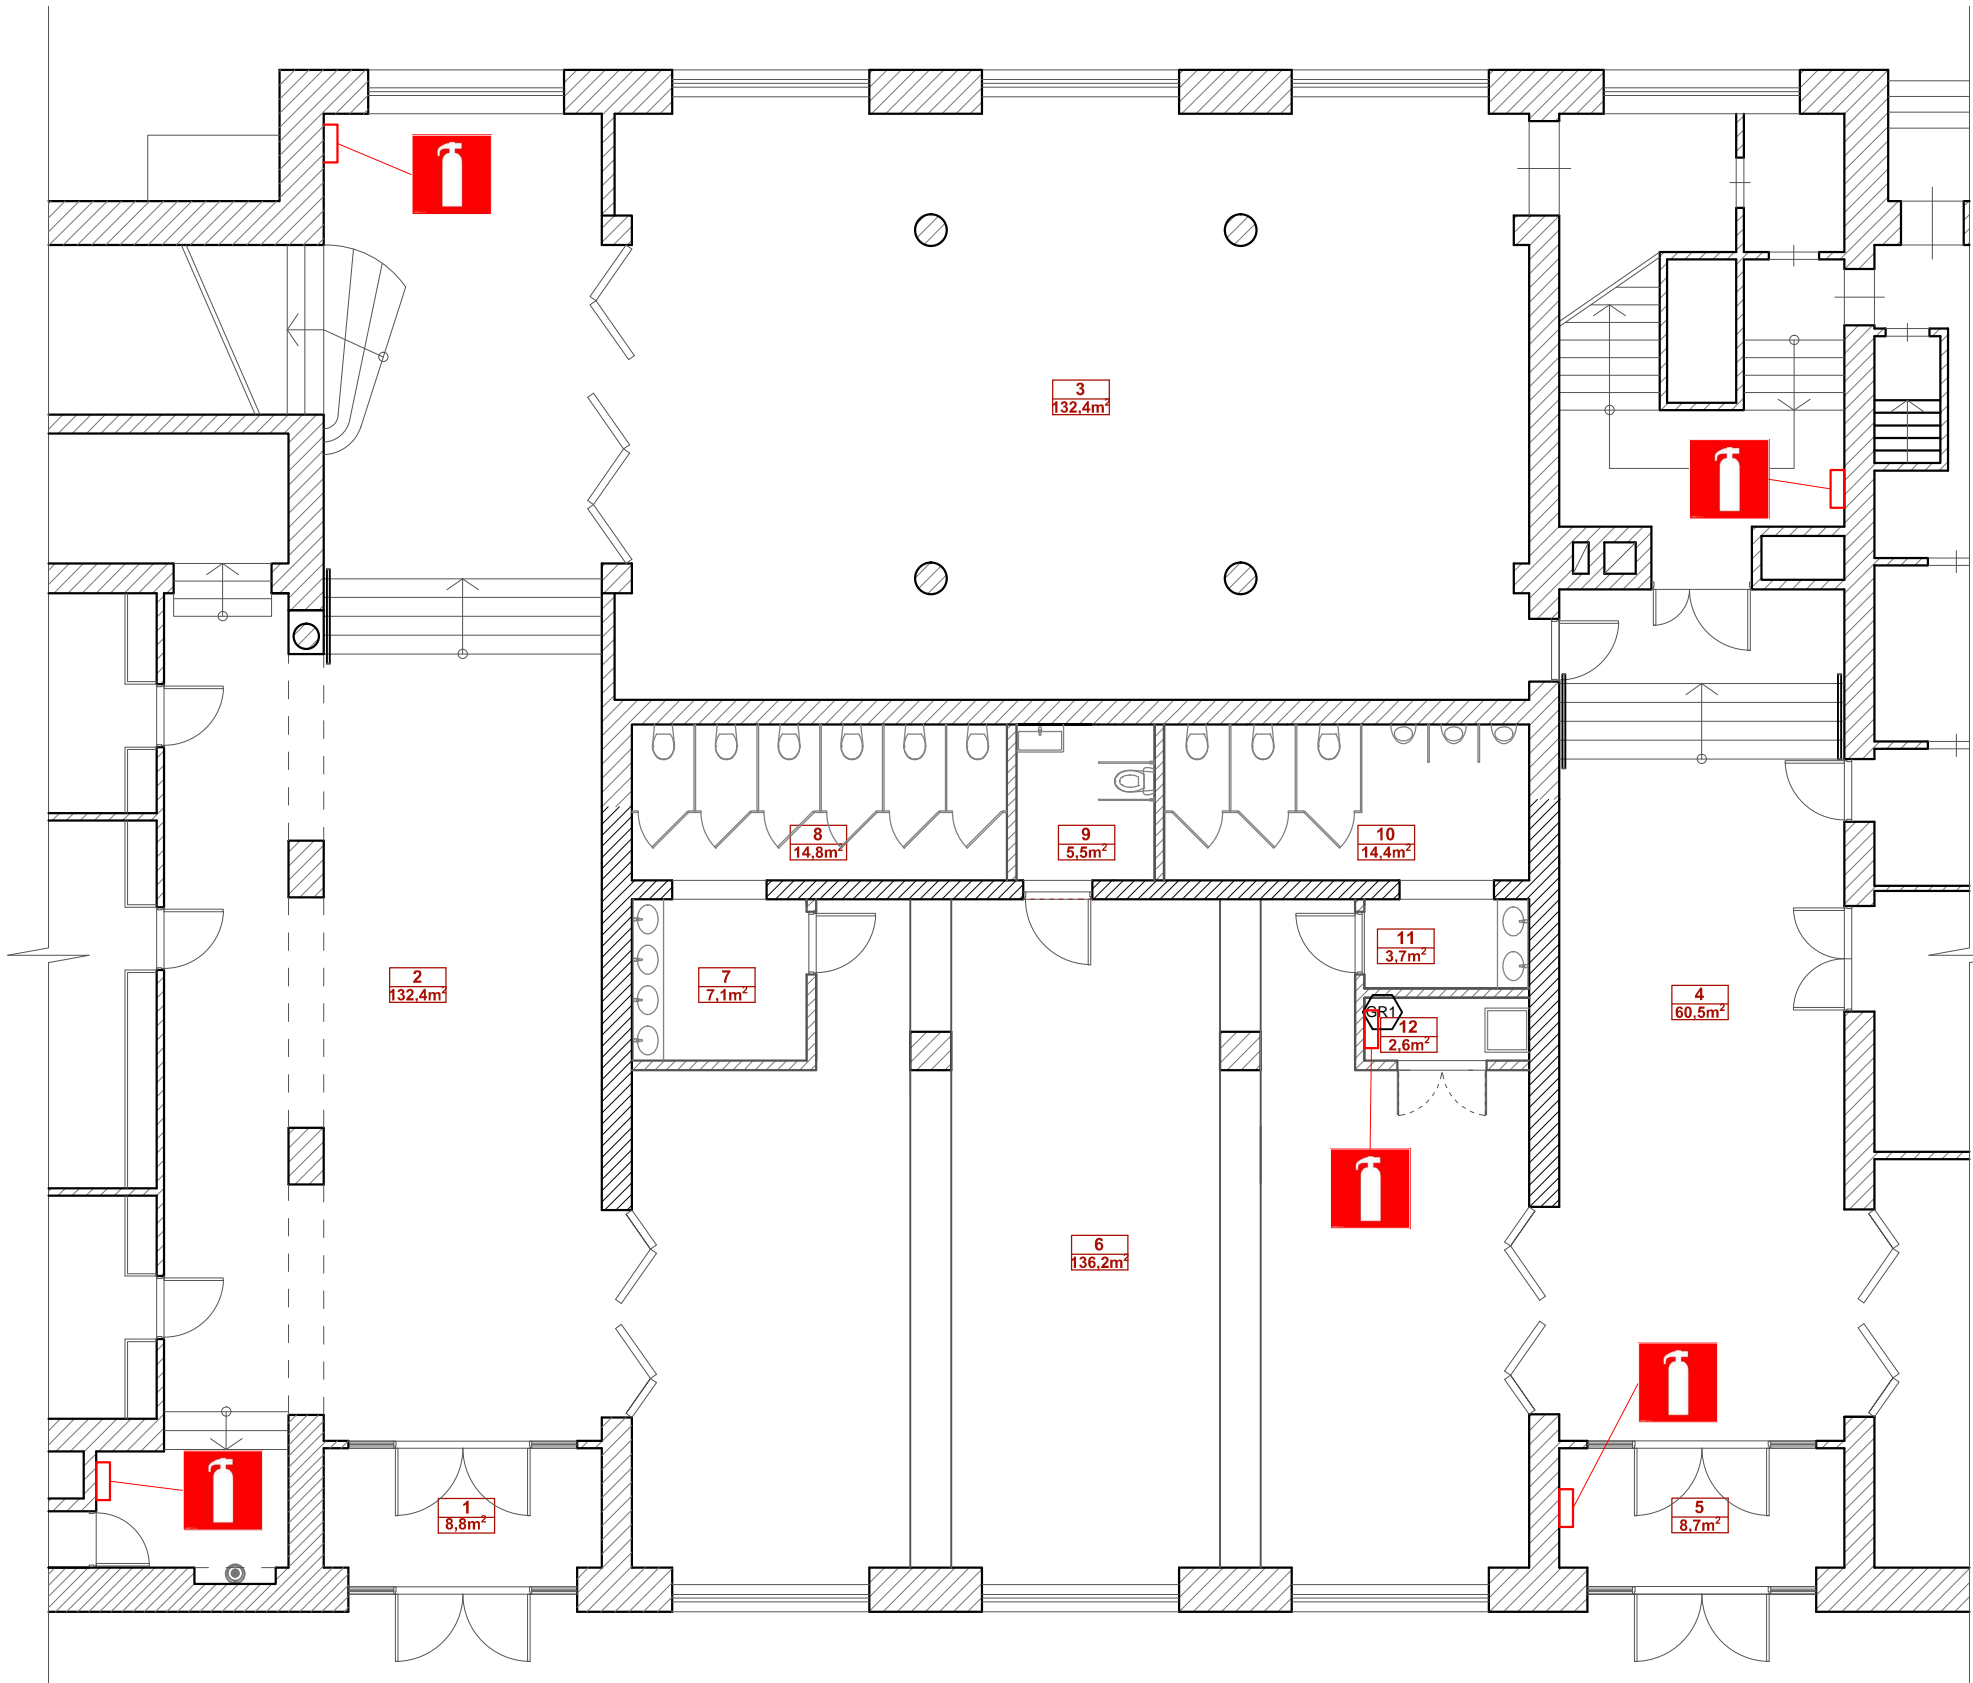 3
132,4m²
8
14,8m²
9
5,5m²
10
14,4m²
11
3,7m²
2
132,4m²
7
7,1m²
4
60,5m²
GR1
12
2,6m²
6
136,2m²
1
8,8m²
5
8,7m²